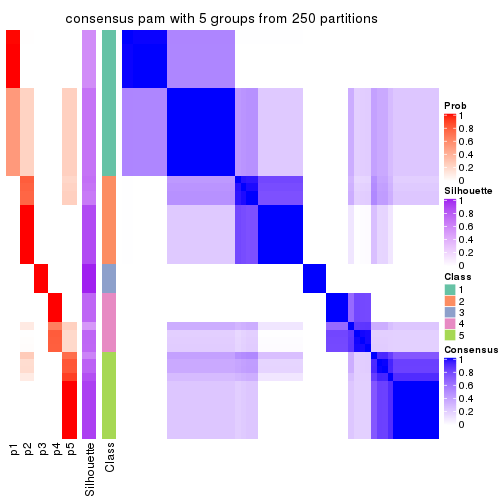 consensus pam with 5 groups from 250 partitions
Prob
1
0.8
0.6
0.4
0.2
0
Silhouette
1
0.8
0.6
0.4
0.2
0
Class
1
2
3
4
5
Consensus
1
0.8
0.6
0.4
0.2
0
p1
p2
p3
p4
p5
Silhouette
Class